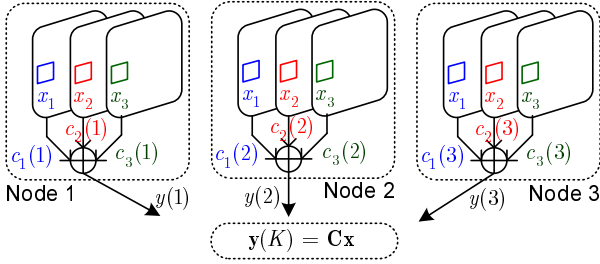 x₁ x₂ x₃
c₁(1) c₂(1) c₃(1)
Node 1
y(1)
x₁ x₂ x₃
c₁(2) c₂(2) c₃(2)
Node 2
y(2)
x₁ x₂ x₃
c₁(3) c₂(3) c₃(3)
Node 3
y(3)
y(K) = Cx